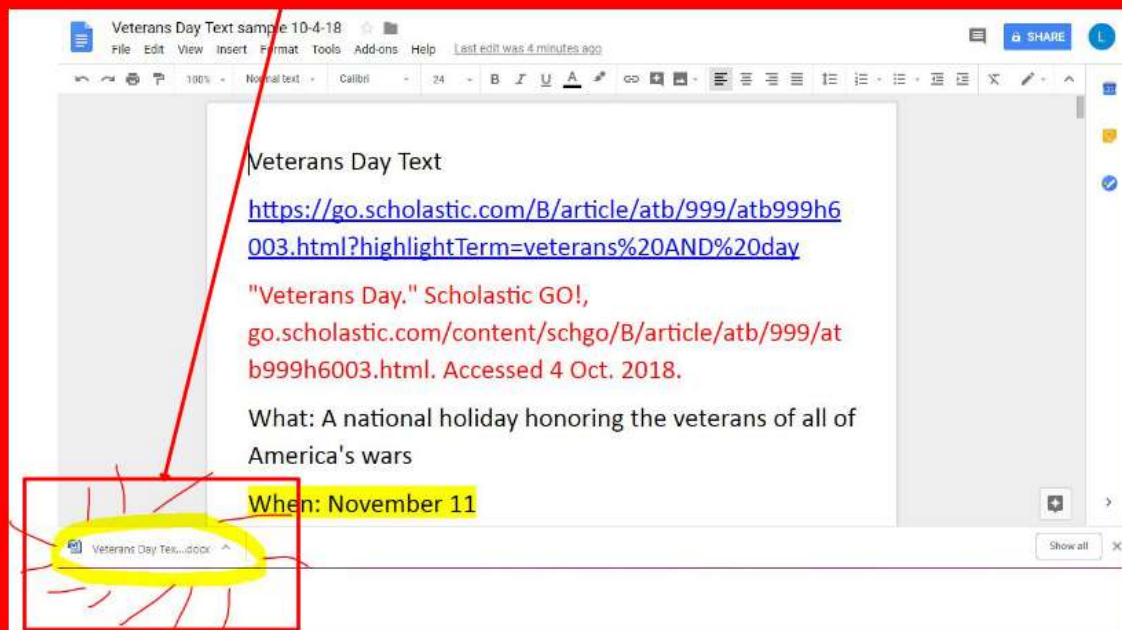 Veterans Day Text sample 10-4-18
File Edit View Insert Format Tools Add-ons Help Last edit was 4 minutes ago
SHARE
L
100% Normal text Calibri 24 B I U A
Veterans Day Text
https://go.scholastic.com/B/article/atb/999/atb999h6
003.html?highlightTerm=veterans%20AND%20day
"Veterans Day." Scholastic GO!,
go.scholastic.com/content/schgo/B/article/atb/999/at
b999h6003.html. Accessed 4 Oct. 2018.
What: A national holiday honoring the veterans of all of
America's wars
When: November 11
Veterans Day Tex....docx
Show all